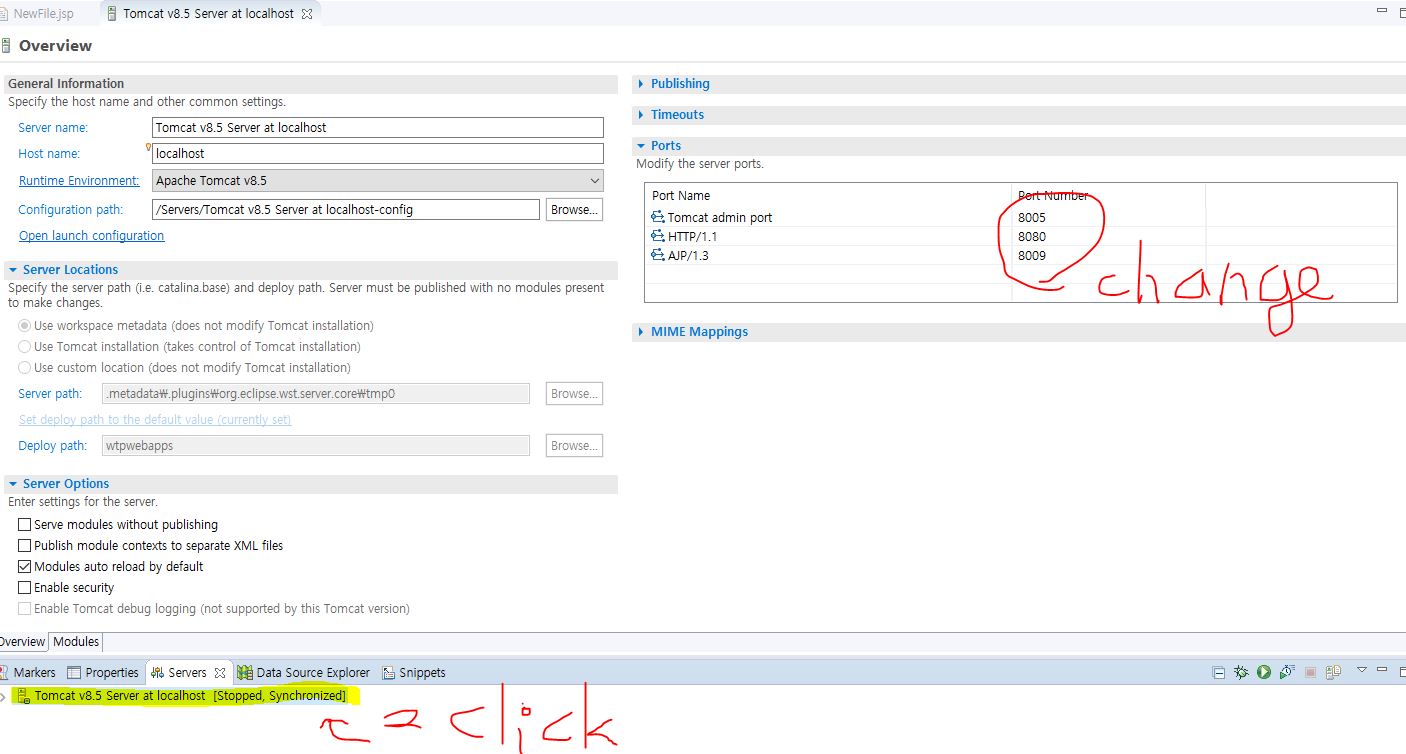 NewFile.jsp
Tomcat v8.5 Server at localhost
Overview
General Information
Specify the host name and other common settings.
Server name: Tomcat v8.5 Server at localhost
Host name: localhost
Runtime Environment: Apache Tomcat v8.5
Configuration path: /Servers/Tomcat v8.5 Server at localhost-config Browse...
Open launch configuration
Server Locations
Specify the server path (i.e. catalina.base) and deploy path. Server must be published with no modules present
to make changes.
Use workspace metadata (does not modify Tomcat installation)
Use Tomcat installation (takes control of Tomcat installation)
Use custom location (does not modify Tomcat installation)
Server path: .metadata₩.plugins₩org.eclipse.wst.server.core₩tmp0 Browse...
Set deploy path to the default value (currently set)
Deploy path: wtpwebapps Browse...
Server Options
Enter settings for the server.
Serve modules without publishing
Publish module contexts to separate XML files
Modules auto reload by default
Enable security
Enable Tomcat debug logging (not supported by this Tomcat version)
Publishing
Timeouts
Ports
Modify the server ports.
Port Name Port Number
Tomcat admin port 8005
HTTP/1.1 8080
AJP/1.3 8009
change
MIME Mappings
Overview Modules
Markers Properties Servers Data Source Explorer Snippets
Tomcat v8.5 Server at localhost [Stopped, Synchronized]
click